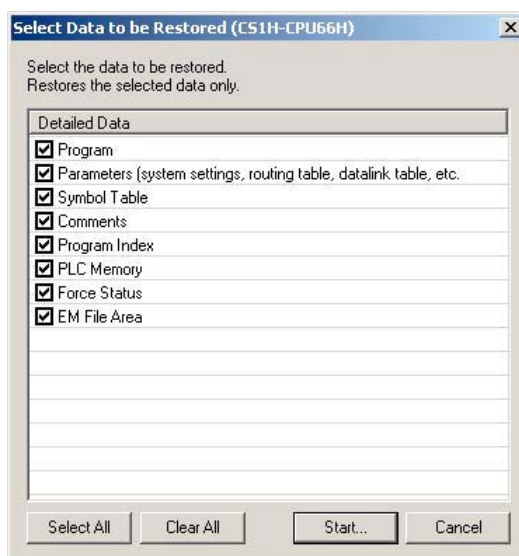 Select Data to be Restored (CS1H-CPU66H)
Select the data to be restored.
Restores the selected data only.
Detailed Data
Program
Parameters (system settings, routing table, datalink table, etc.
Symbol Table
Comments
Program Index
PLC Memory
Force Status
EM File Area
Select All
Clear All
Start...
Cancel